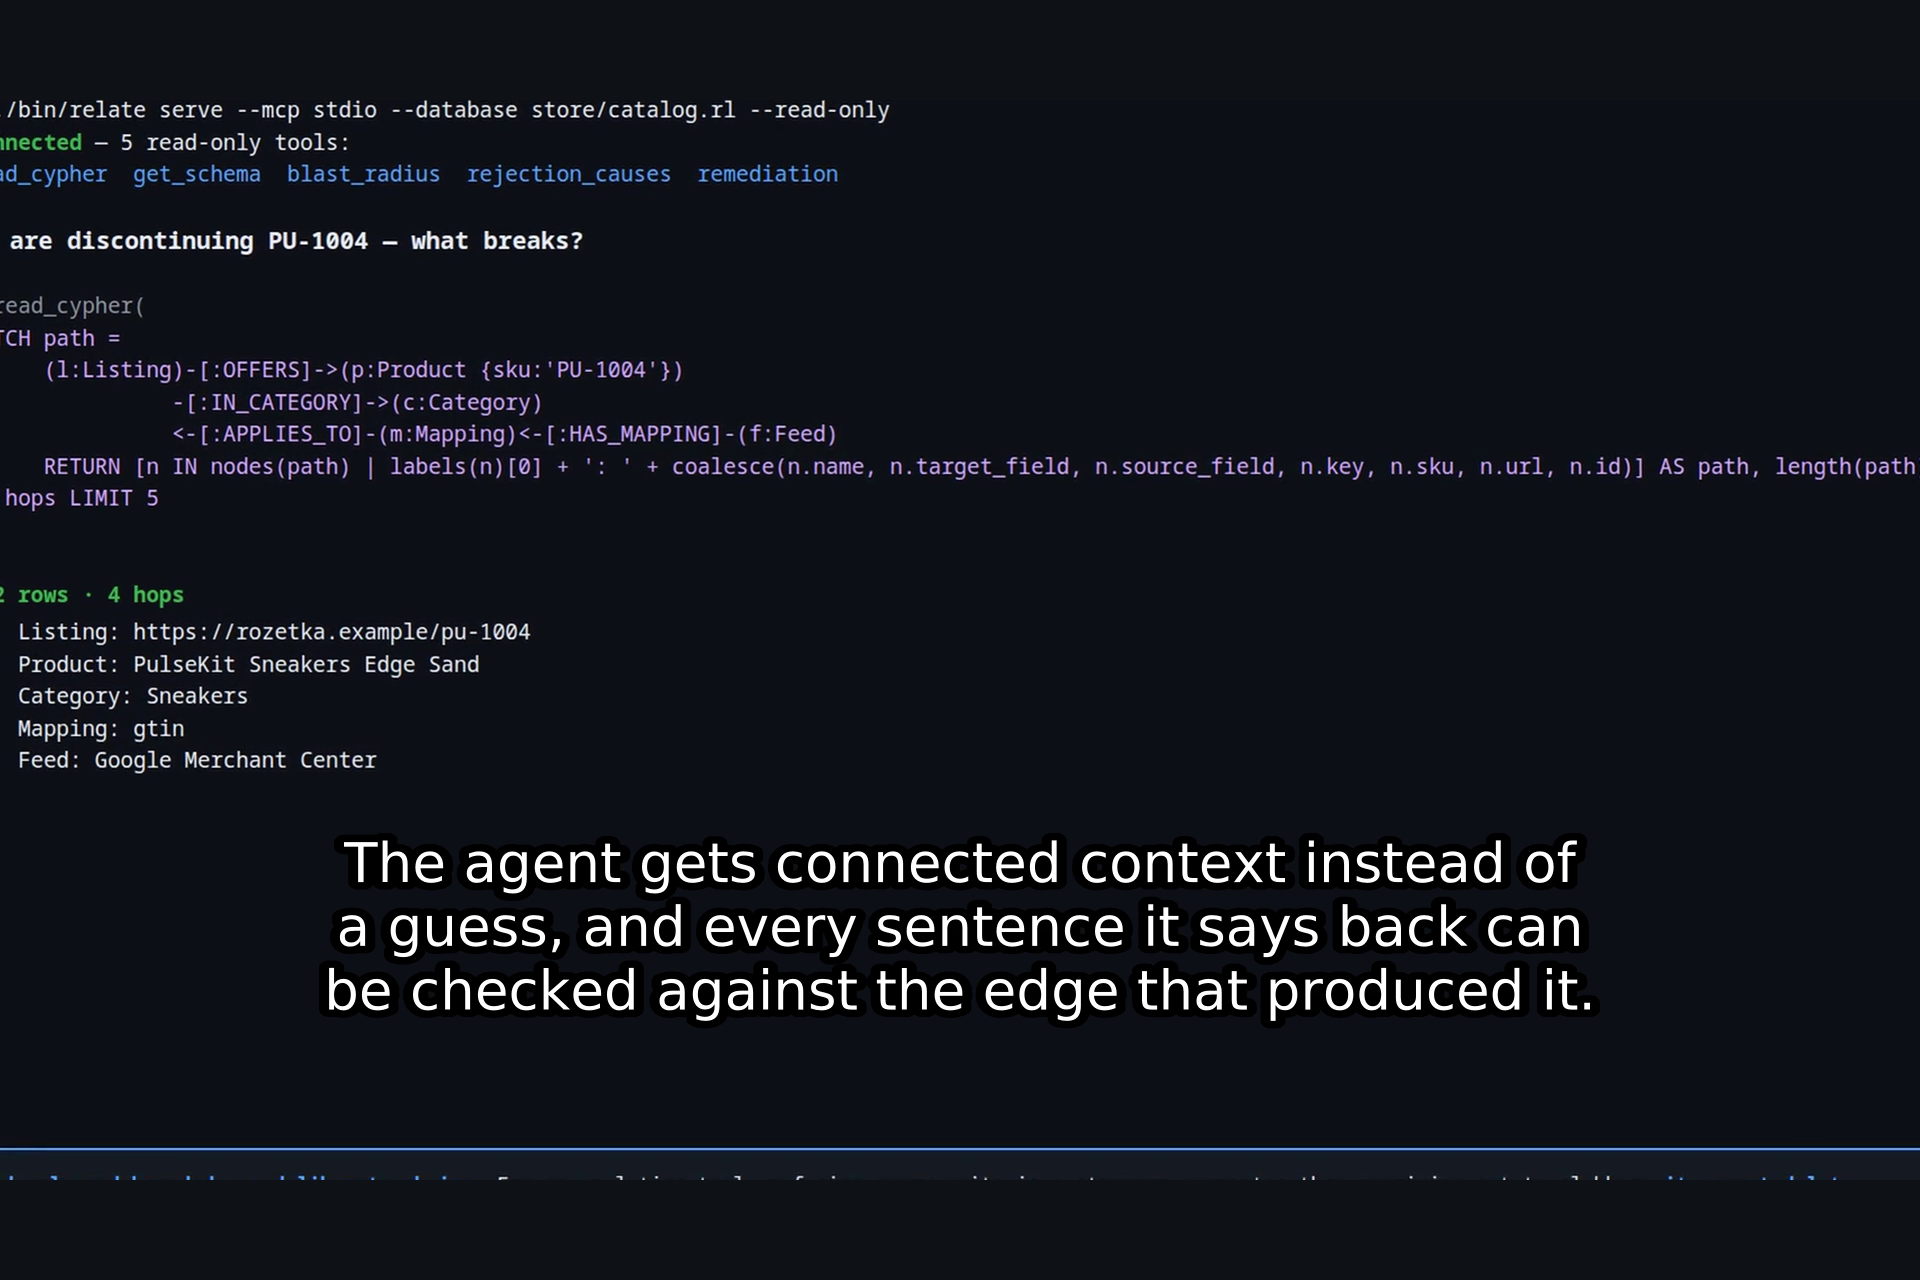 ./bin/relate serve --mcp stdio --database store/catalog.rl --read-only
nnected — 5 read-only tools:
ad_cypher  get_schema  blast_radius  rejection_causes  remediation
are discontinuing PU-1004 — what breaks?
read_cypher(
TCH path =
(l:Listing)-[:OFFERS]->(p:Product {sku:'PU-1004'})
-[:IN_CATEGORY]->(c:Category)
<-[:APPLIES_TO]-(m:Mapping)<-[:HAS_MAPPING]-(f:Feed)
RETURN [n IN nodes(path) | labels(n)[0] + ': ' + coalesce(n.name, n.target_field, n.source_field, n.key, n.sku, n.url, n.id)] AS path, length(path)
hops LIMIT 5
2 rows · 4 hops
Listing: https://rozetka.example/pu-1004
Product: PulseKit Sneakers Edge Sand
Category: Sneakers
Mapping: gtin
Feed: Google Merchant Center
The agent gets connected context instead of
a guess, and every sentence it says back can
be checked against the edge that produced it.